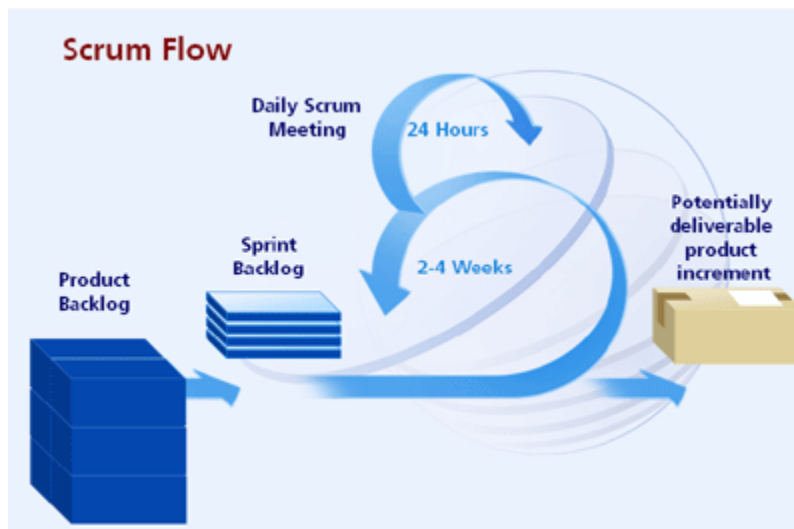 Scrum Flow
Daily Scrum
Meeting
24 Hours
Potentially
deliverable
product
increment
Sprint
Backlog
2-4 Weeks
Product
Backlog